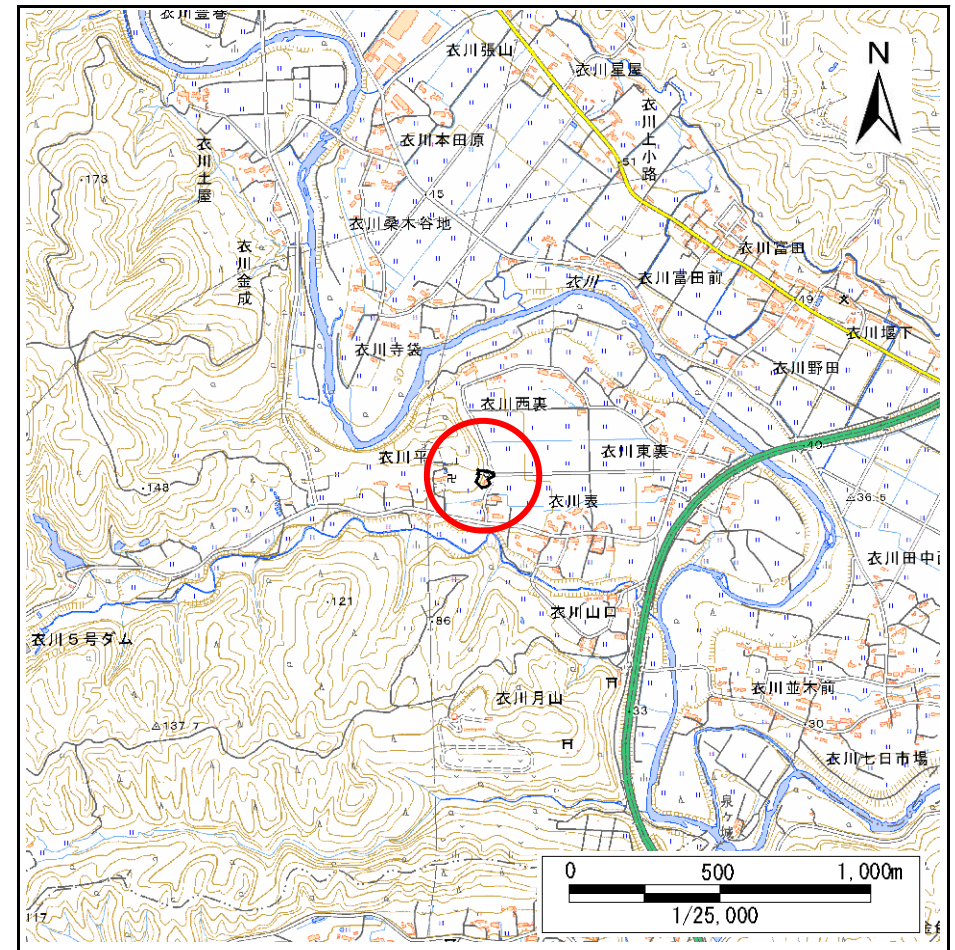 衣川豊巻
衣川張山
衣川星屋
N
衣川上小路
衣川本田原
衣川土屋
・173
・51
・45
衣川桑木谷地
衣川金成
衣川富田
衣川
衣川富田前
・49
衣川堰下
衣川寺袋
30
衣川野田
衣川西裏
衣川平
衣川東裏
・40
・148
衣川表
36.5
衣川田中西
25
・121
衣川山口
・86
衣川5号ダム
衣川月山
衣川並木前
137.7
・33
・30
衣川七日市場
泉ヶ城
0 500 1,000m
1/25,000
117